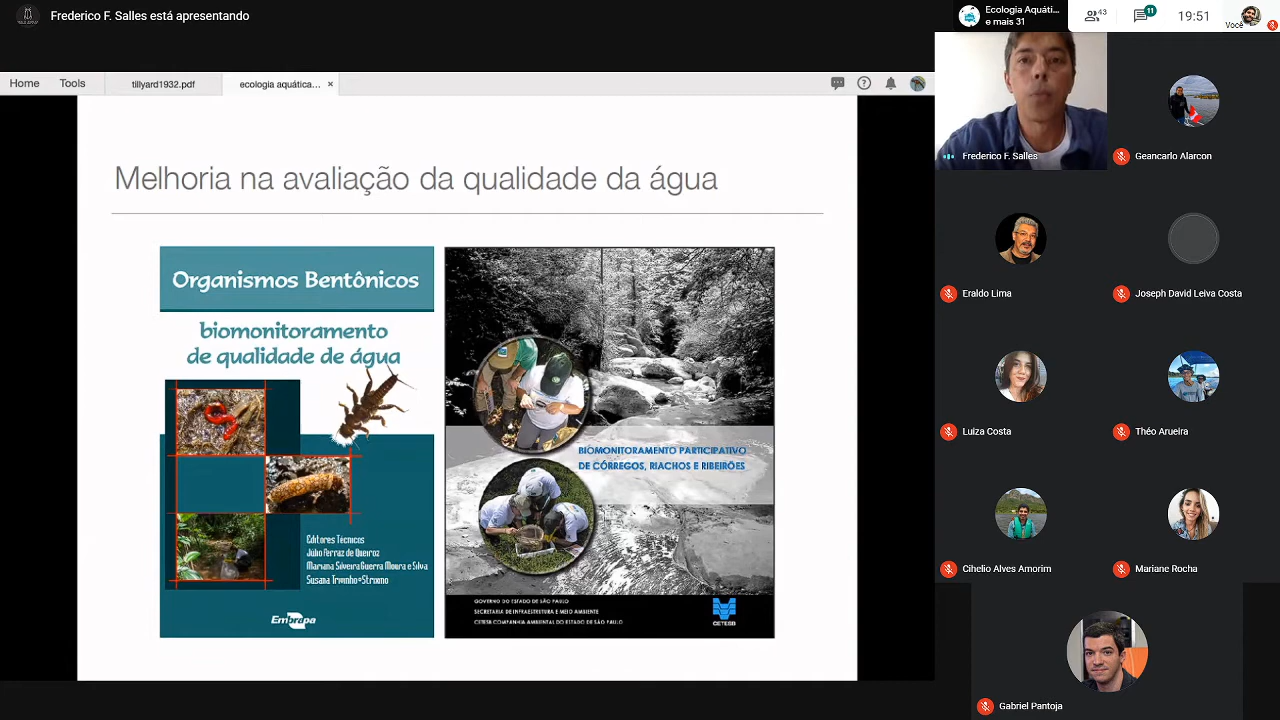 Frederico F. Salles está apresentando
Ecologia Aquáti...
e mais 31
43
11
19:51
Você
Home
Tools
tillyard1932.pdf
ecologia aquática...
Melhoria na avaliação da qualidade da água
Organismos Bentônicos
biomonitoramento
de qualidade de água
Editores Técnicos
Júlio Ferraz de Queiroz
Mariana Silveira Guerra Moura e Silva
Susana Trivinho-Strixino
Embrapa
BIOMONITORAMENTO PARTICIPATIVO
DE CÓRREGOS, RIACHOS E RIBEIRÕES
GOVERNO DO ESTADO DE SÃO PAULO
SECRETARIA DE INFRAESTRUTURA E MEIO AMBIENTE
CETESB COMPANHIA AMBIENTAL DO ESTADO DE SÃO PAULO
CETESB
Frederico F. Salles
Geancarlo Alarcon
Eraldo Lima
Joseph David Leiva Costa
Luiza Costa
Théo Arueira
Cihelio Alves Amorim
Mariane Rocha
Gabriel Pantoja